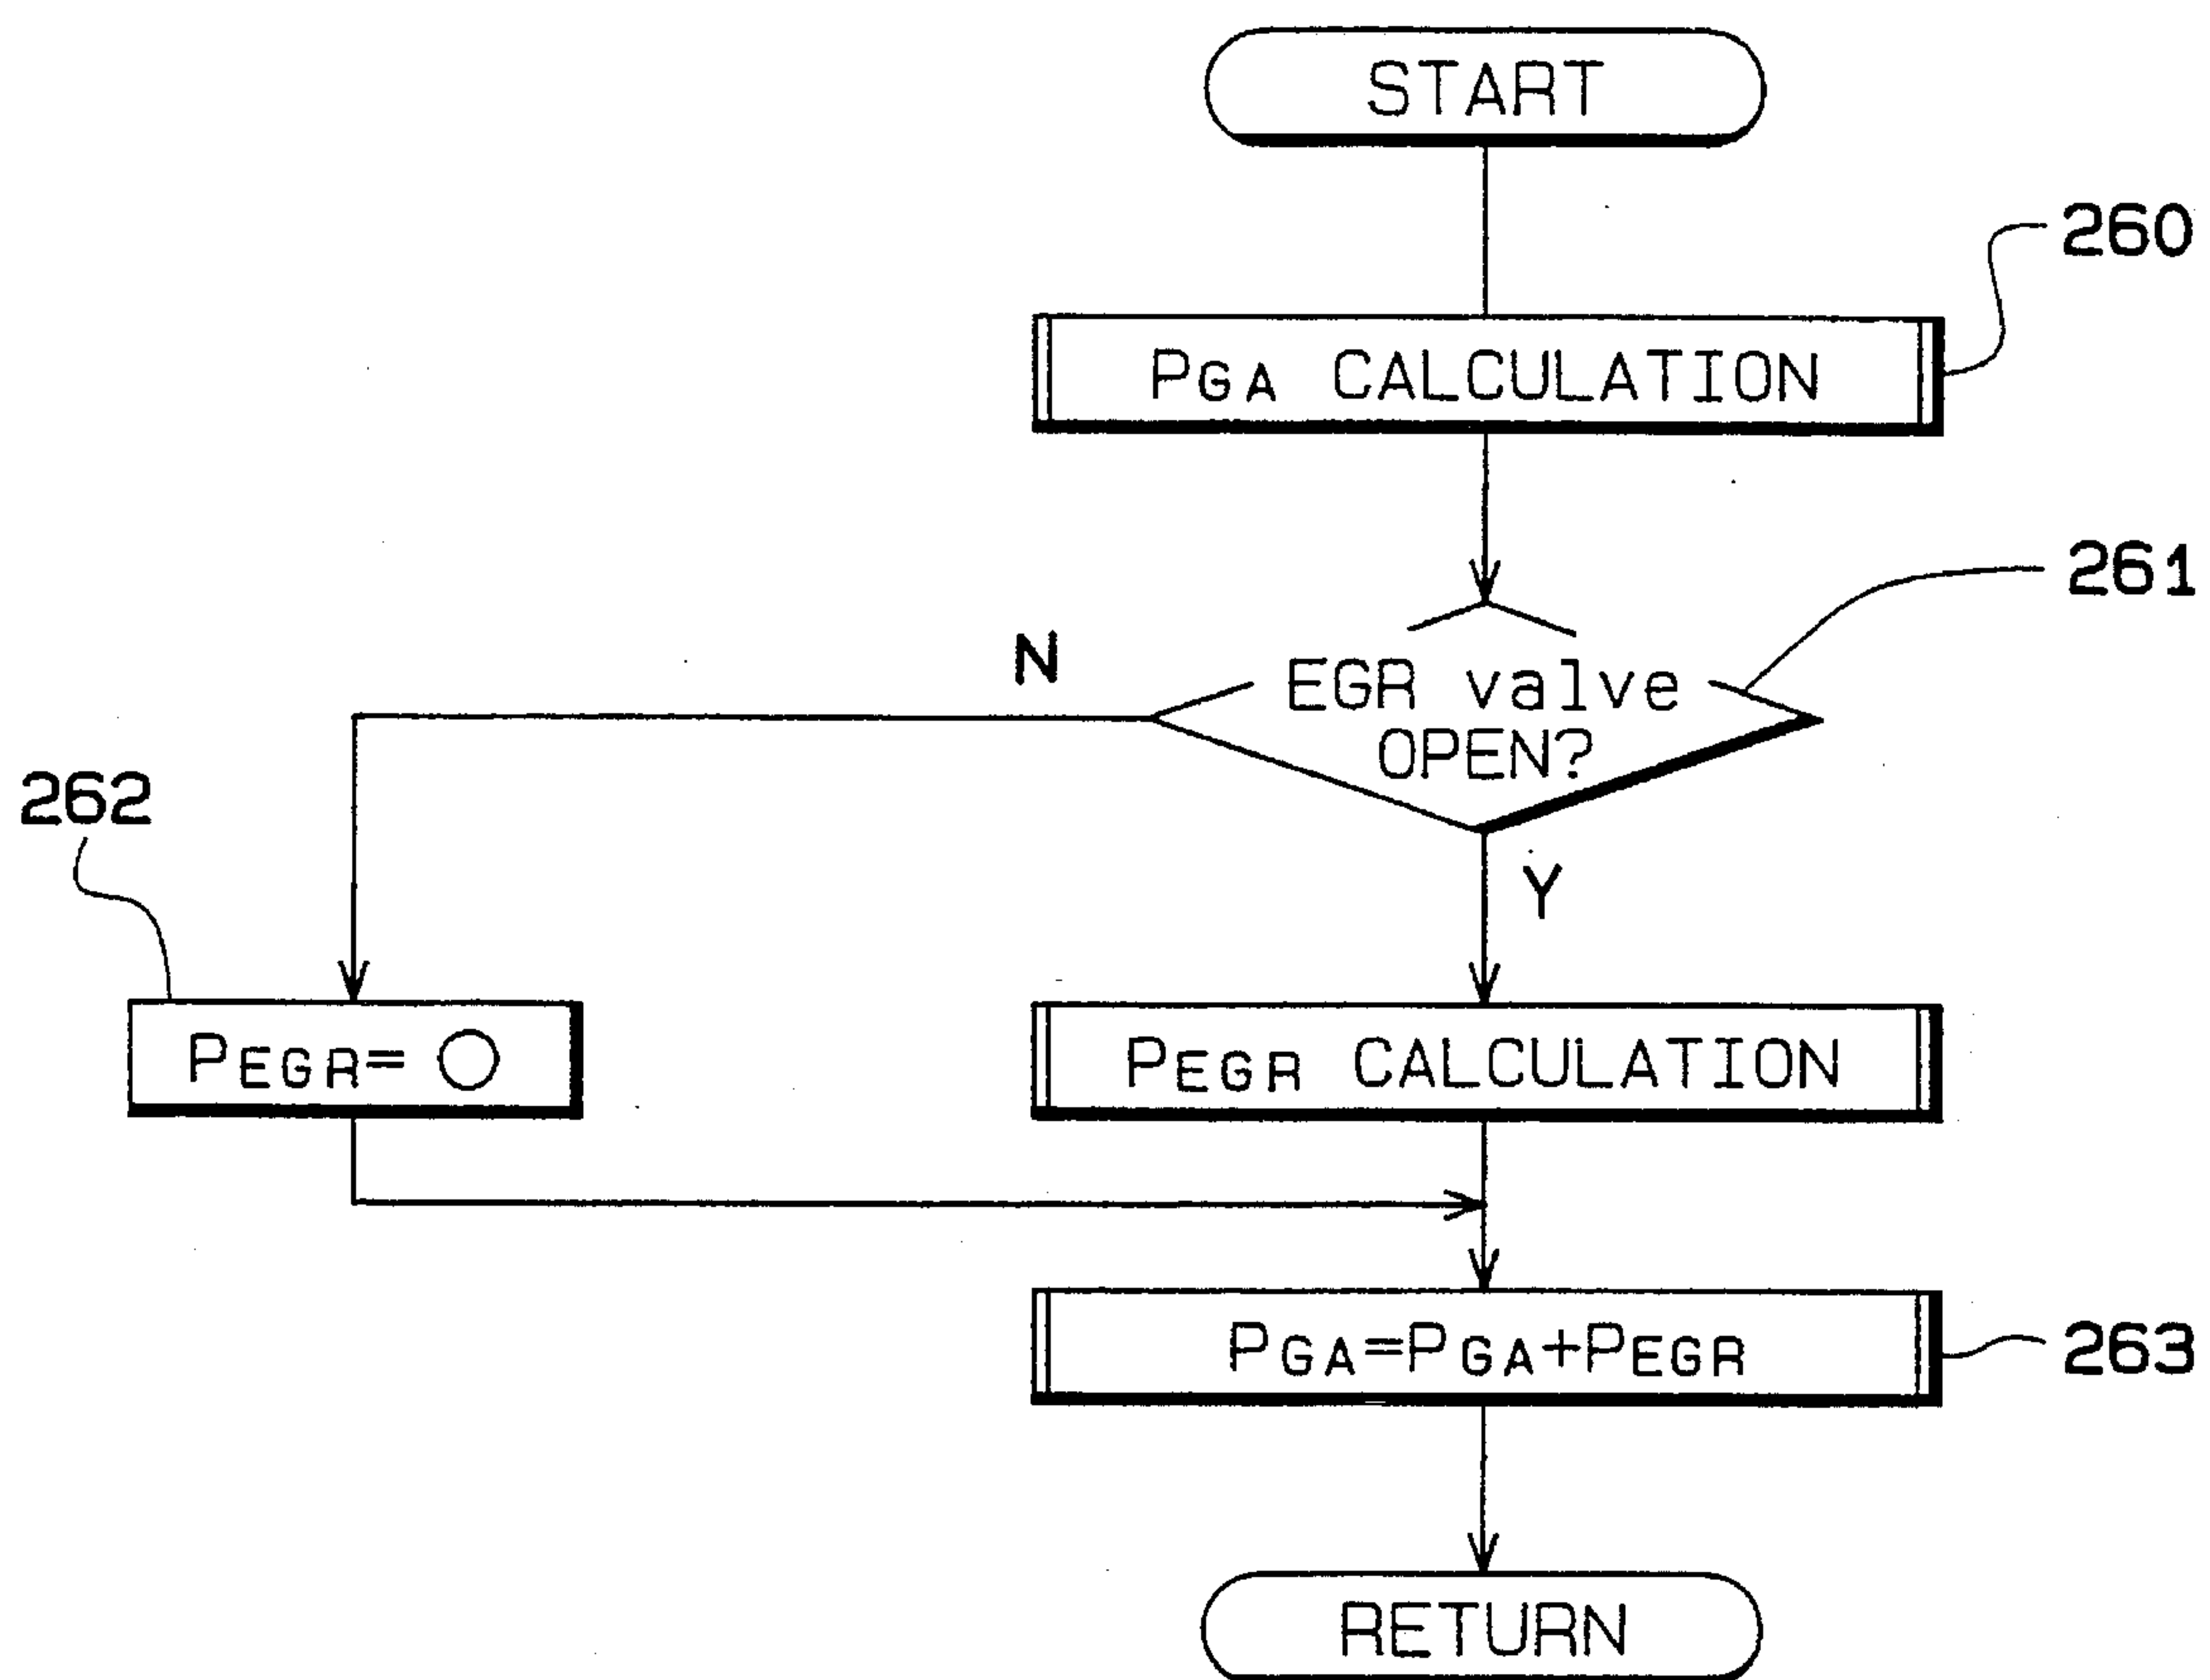 START
260
PGA CALCULATION
261
N
EGR valve
OPEN?
262
Y
PEGR= O
PEGR CALCULATION
PGA=PGA+PEGR
263
RETURN